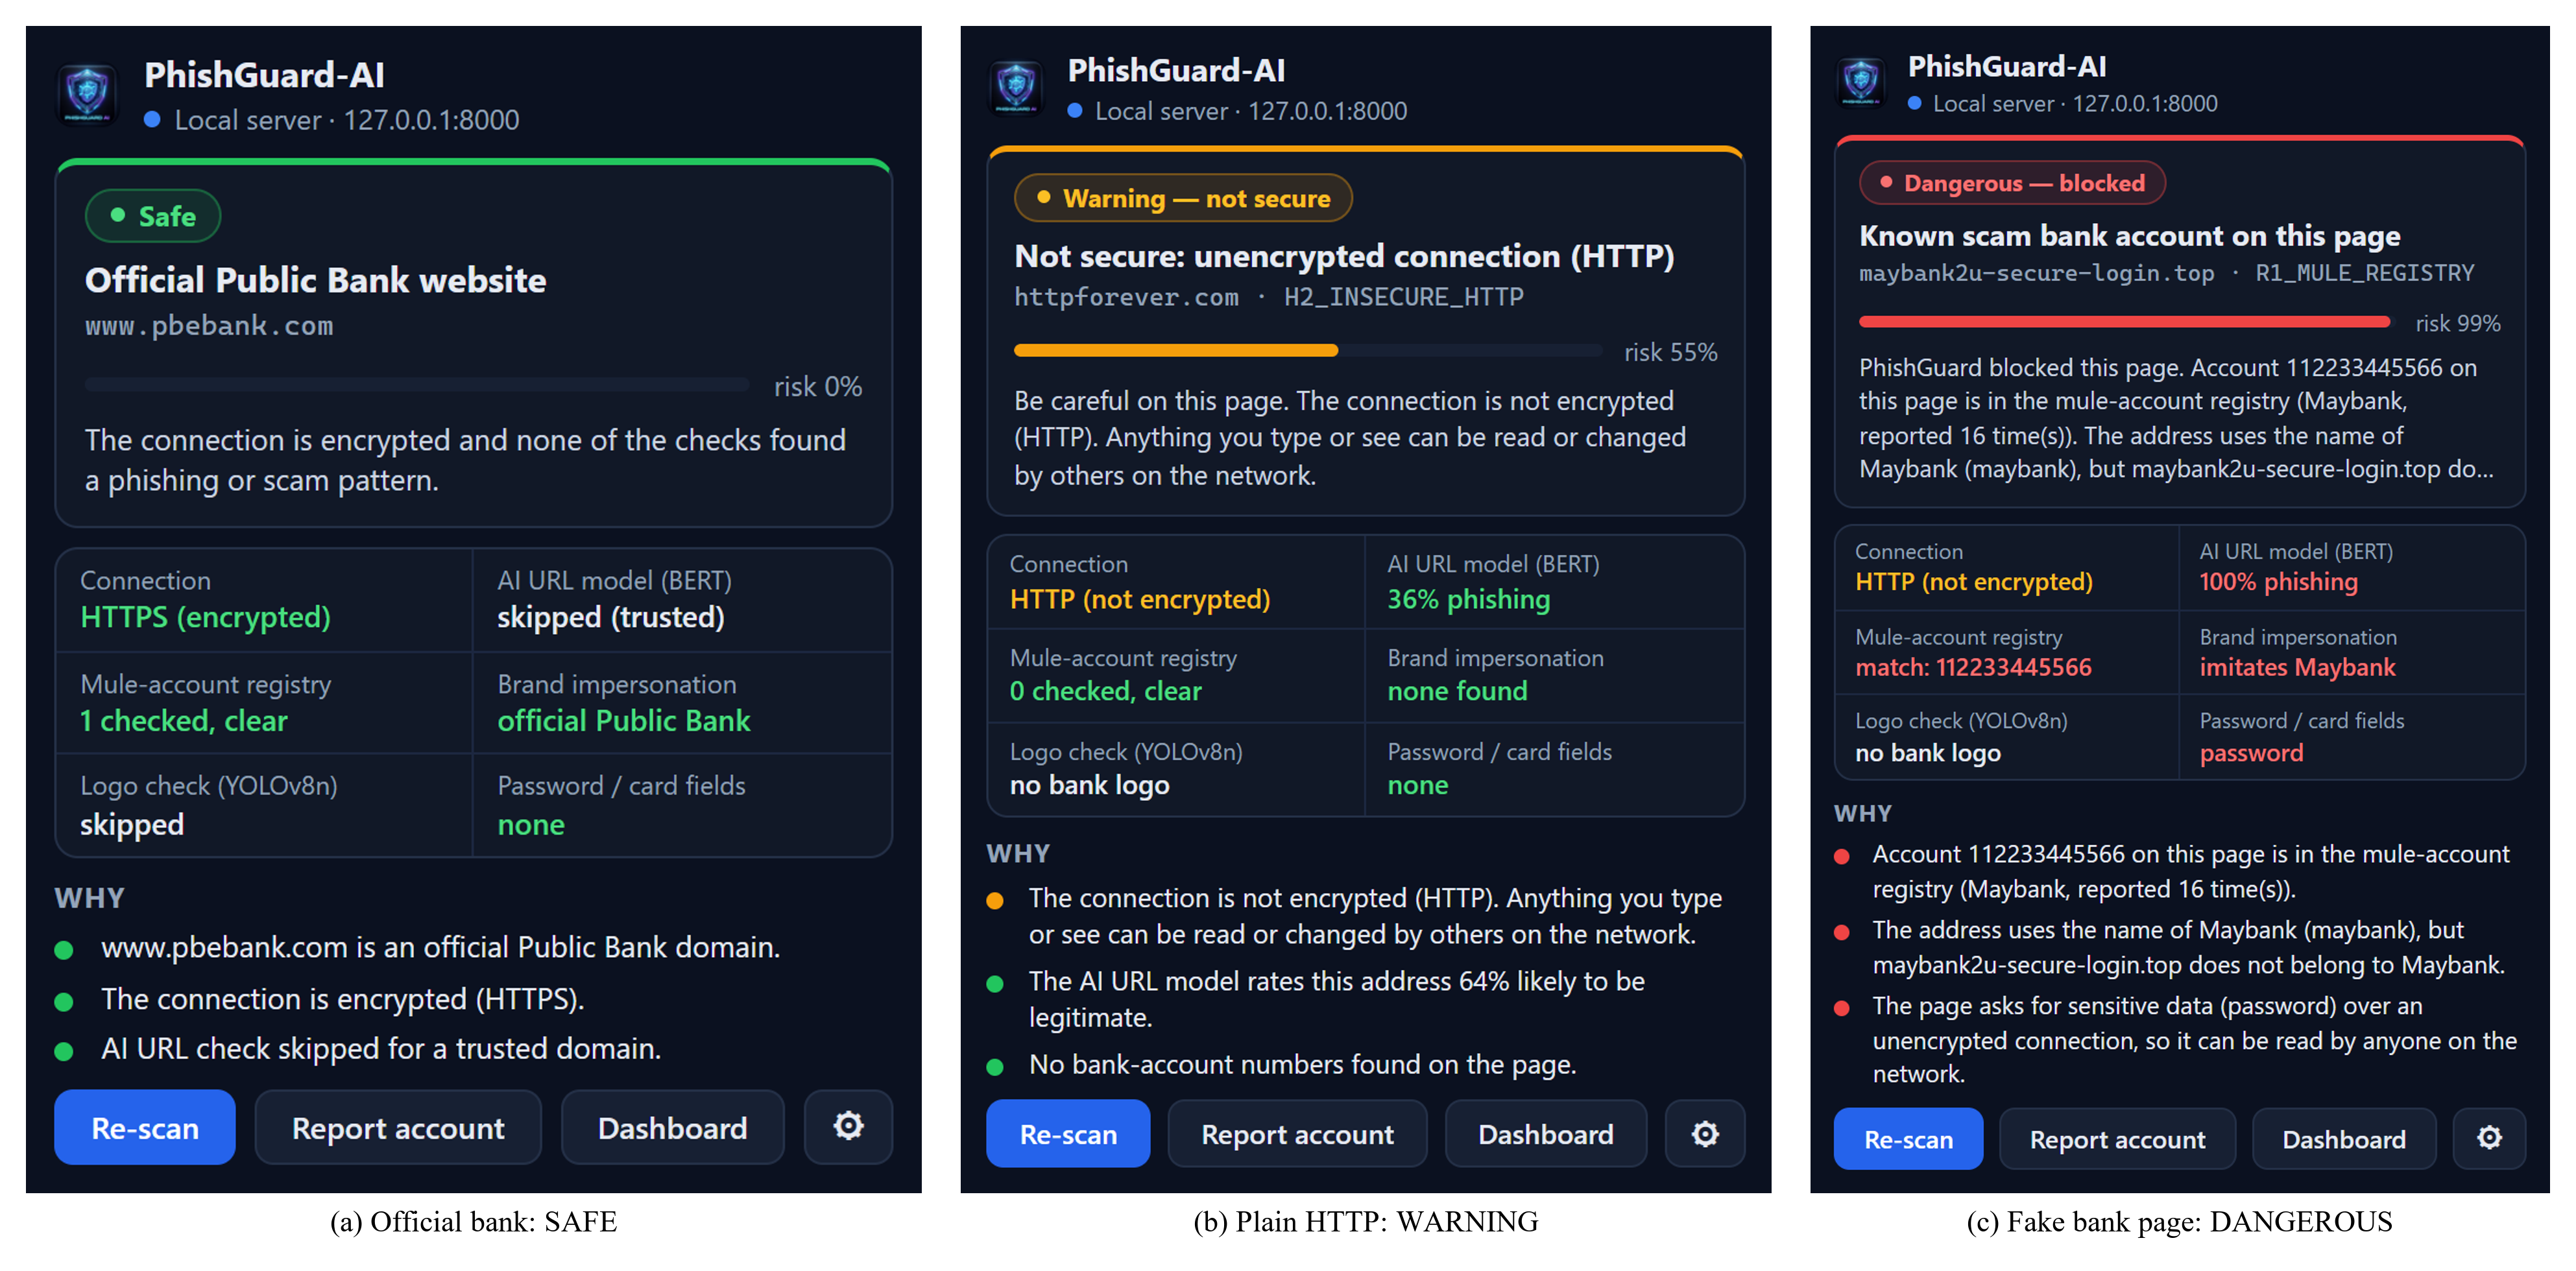 PhishGuard-AI
Local server · 127.0.0.1:8000
Safe
Official Public Bank website
www.pbebank.com
risk 0%
The connection is encrypted and none of the checks found
a phishing or scam pattern.
Connection
HTTPS (encrypted)
AI URL model (BERT)
skipped (trusted)
Mule-account registry
1 checked, clear
Brand impersonation
official Public Bank
Logo check (YOLOv8n)
skipped
Password / card fields
none
WHY
www.pbebank.com is an official Public Bank domain.
The connection is encrypted (HTTPS).
AI URL check skipped for a trusted domain.
Re-scan
Report account
Dashboard
(a) Official bank: SAFE
PhishGuard-AI
Local server · 127.0.0.1:8000
Warning — not secure
Not secure: unencrypted connection (HTTP)
httpforever.com · H2_INSECURE_HTTP
risk 55%
Be careful on this page. The connection is not encrypted
(HTTP). Anything you type or see can be read or changed
by others on the network.
Connection
HTTP (not encrypted)
AI URL model (BERT)
36% phishing
Mule-account registry
0 checked, clear
Brand impersonation
none found
Logo check (YOLOv8n)
no bank logo
Password / card fields
none
WHY
The connection is not encrypted (HTTP). Anything you type
or see can be read or changed by others on the network.
The AI URL model rates this address 64% likely to be
legitimate.
No bank-account numbers found on the page.
Re-scan
Report account
Dashboard
(b) Plain HTTP: WARNING
PhishGuard-AI
Local server · 127.0.0.1:8000
Dangerous — blocked
Known scam bank account on this page
maybank2u-secure-login.top · R1_MULE_REGISTRY
risk 99%
PhishGuard blocked this page. Account 112233445566 on
this page is in the mule-account registry (Maybank,
reported 16 time(s)). The address uses the name of
Maybank (maybank), but maybank2u-secure-login.top do...
Connection
HTTP (not encrypted)
AI URL model (BERT)
100% phishing
Mule-account registry
match: 112233445566
Brand impersonation
imitates Maybank
Logo check (YOLOv8n)
no bank logo
Password / card fields
password
WHY
Account 112233445566 on this page is in the mule-account
registry (Maybank, reported 16 time(s)).
The address uses the name of Maybank (maybank), but
maybank2u-secure-login.top does not belong to Maybank.
The page asks for sensitive data (password) over an
unencrypted connection, so it can be read by anyone on the
network.
Re-scan
Report account
Dashboard
(c) Fake bank page: DANGEROUS